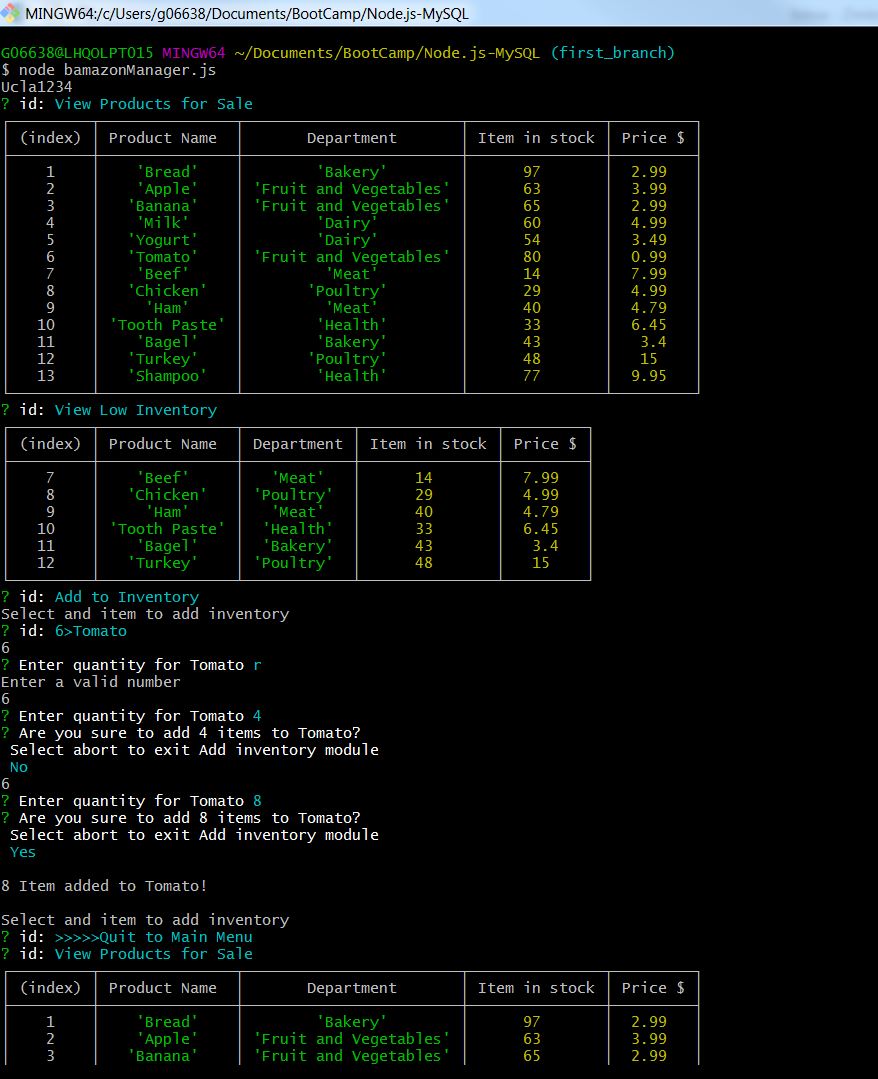 MINGW64:/c/Users/g06638/Documents/BootCamp/Node.js-MySQL
G06638@LHQOLPT015 MINGW64 ~/Documents/BootCamp/Node.js-MySQL (first_branch)
$ node bamazonManager.js
Ucla1234
? id: View Products for Sale
(index) Product Name Department Item in stock Price $
1 'Bread' 'Bakery' 97 2.99
2 'Apple' 'Fruit and Vegetables' 63 3.99
3 'Banana' 'Fruit and Vegetables' 65 2.99
4 'Milk' 'Dairy' 60 4.99
5 'Yogurt' 'Dairy' 54 3.49
6 'Tomato' 'Fruit and Vegetables' 80 0.99
7 'Beef' 'Meat' 14 7.99
8 'Chicken' 'Poultry' 29 4.99
9 'Ham' 'Meat' 40 4.79
10 'Tooth Paste' 'Health' 33 6.45
11 'Bagel' 'Bakery' 43 3.4
12 'Turkey' 'Poultry' 48 15
13 'Shampoo' 'Health' 77 9.95
? id: View Low Inventory
(index) Product Name Department Item in stock Price $
7 'Beef' 'Meat' 14 7.99
8 'Chicken' 'Poultry' 29 4.99
9 'Ham' 'Meat' 40 4.79
10 'Tooth Paste' 'Health' 33 6.45
11 'Bagel' 'Bakery' 43 3.4
12 'Turkey' 'Poultry' 48 15
? id: Add to Inventory
Select and item to add inventory
? id: 6>Tomato
6
? Enter quantity for Tomato r
Enter a valid number
6
? Enter quantity for Tomato 4
? Are you sure to add 4 items to Tomato?
Select abort to exit Add inventory module
No
6
? Enter quantity for Tomato 8
? Are you sure to add 8 items to Tomato?
Select abort to exit Add inventory module
Yes
8 Item added to Tomato!
Select and item to add inventory
? id: >>>>>Quit to Main Menu
? id: View Products for Sale
(index) Product Name Department Item in stock Price $
1 'Bread' 'Bakery' 97 2.99
2 'Apple' 'Fruit and Vegetables' 63 3.99
3 'Banana' 'Fruit and Vegetables' 65 2.99